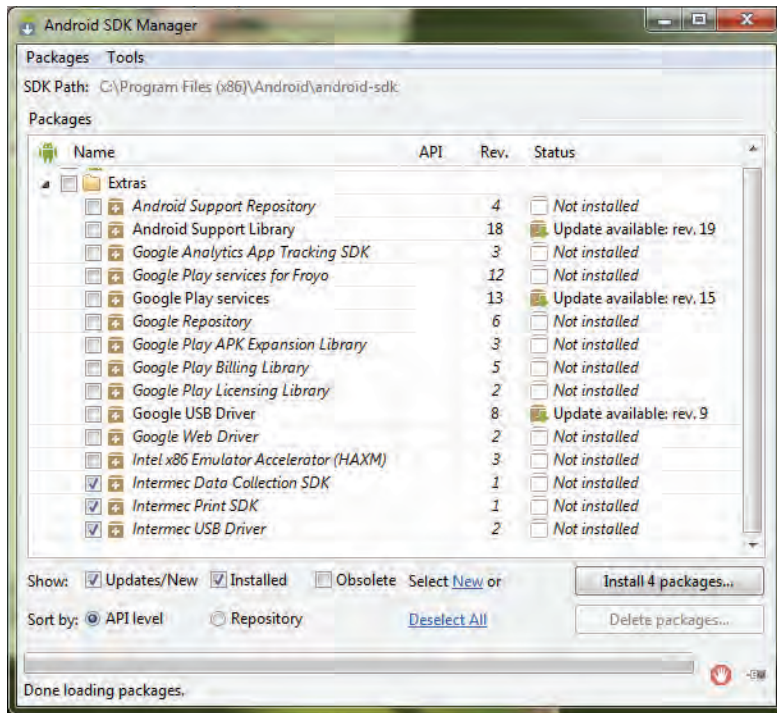 Android SDK Manager
Packages Tools
SDK Path: C:\Program Files (x86)\Android\android-sdk
Packages
Name API Rev. Status
Extras
Android Support Repository 4 Not installed
Android Support Library 18 Update available: rev. 19
Google Analytics App Tracking SDK 3 Not installed
Google Play services for Froyo 12 Not installed
Google Play services 13 Update available: rev. 15
Google Repository 6 Not installed
Google Play APK Expansion Library 3 Not installed
Google Play Billing Library 5 Not installed
Google Play Licensing Library 2 Not installed
Google USB Driver 8 Update available: rev. 9
Google Web Driver 2 Not installed
Intel x86 Emulator Accelerator (HAXM) 3 Not installed
Intermec Data Collection SDK 1 Not installed
Intermec Print SDK 1 Not installed
Intermec USB Driver 2 Not installed
Show: Updates/New Installed Obsolete Select New or Install 4 packages...
Sort by: API level Repository Deselect All Delete packages...
Done loading packages.